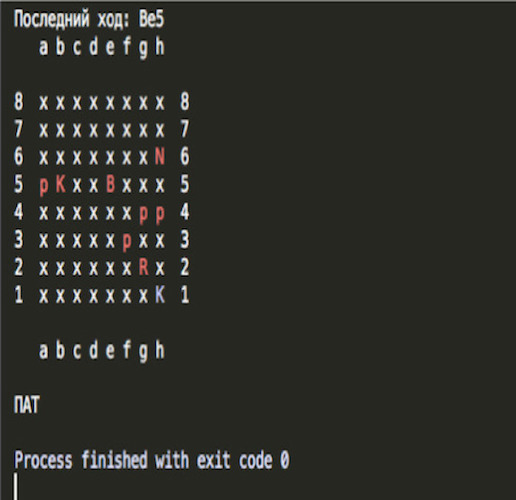 Последний ход: Be5
a b c d e f g h
8 x x x x x x x x 8
7 x x x x x x x x 7
6 x x x x x x x N 6
5 p K x x B x x x 5
4 x x x x x x p p 4
3 x x x x x p x x 3
2 x x x x x x R x 2
1 x x x x x x x K 1
a b c d e f g h
ПАТ
Process finished with exit code 0